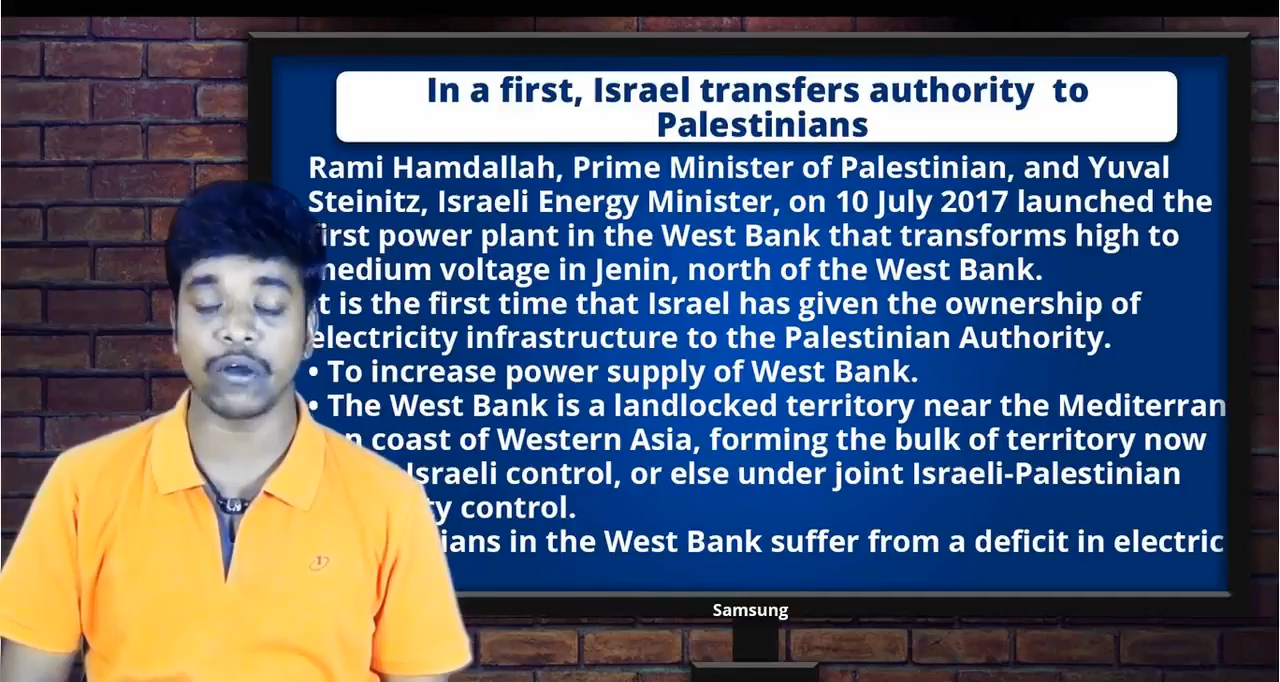 In a first, Israel transfers authority to
Palestinians
Rami Hamdallah, Prime Minister of Palestinian, and Yuval
Steinitz, Israeli Energy Minister, on 10 July 2017 launched the
first power plant in the West Bank that transforms high to
medium voltage in Jenin, north of the West Bank.
It is the first time that Israel has given the ownership of
electricity infrastructure to the Palestinian Authority.
• To increase power supply of West Bank.
• The West Bank is a landlocked territory near the Mediterran
n coast of Western Asia, forming the bulk of territory now
Israeli control, or else under joint Israeli-Palestinian
ty control.
ians in the West Bank suffer from a deficit in electric
Samsung